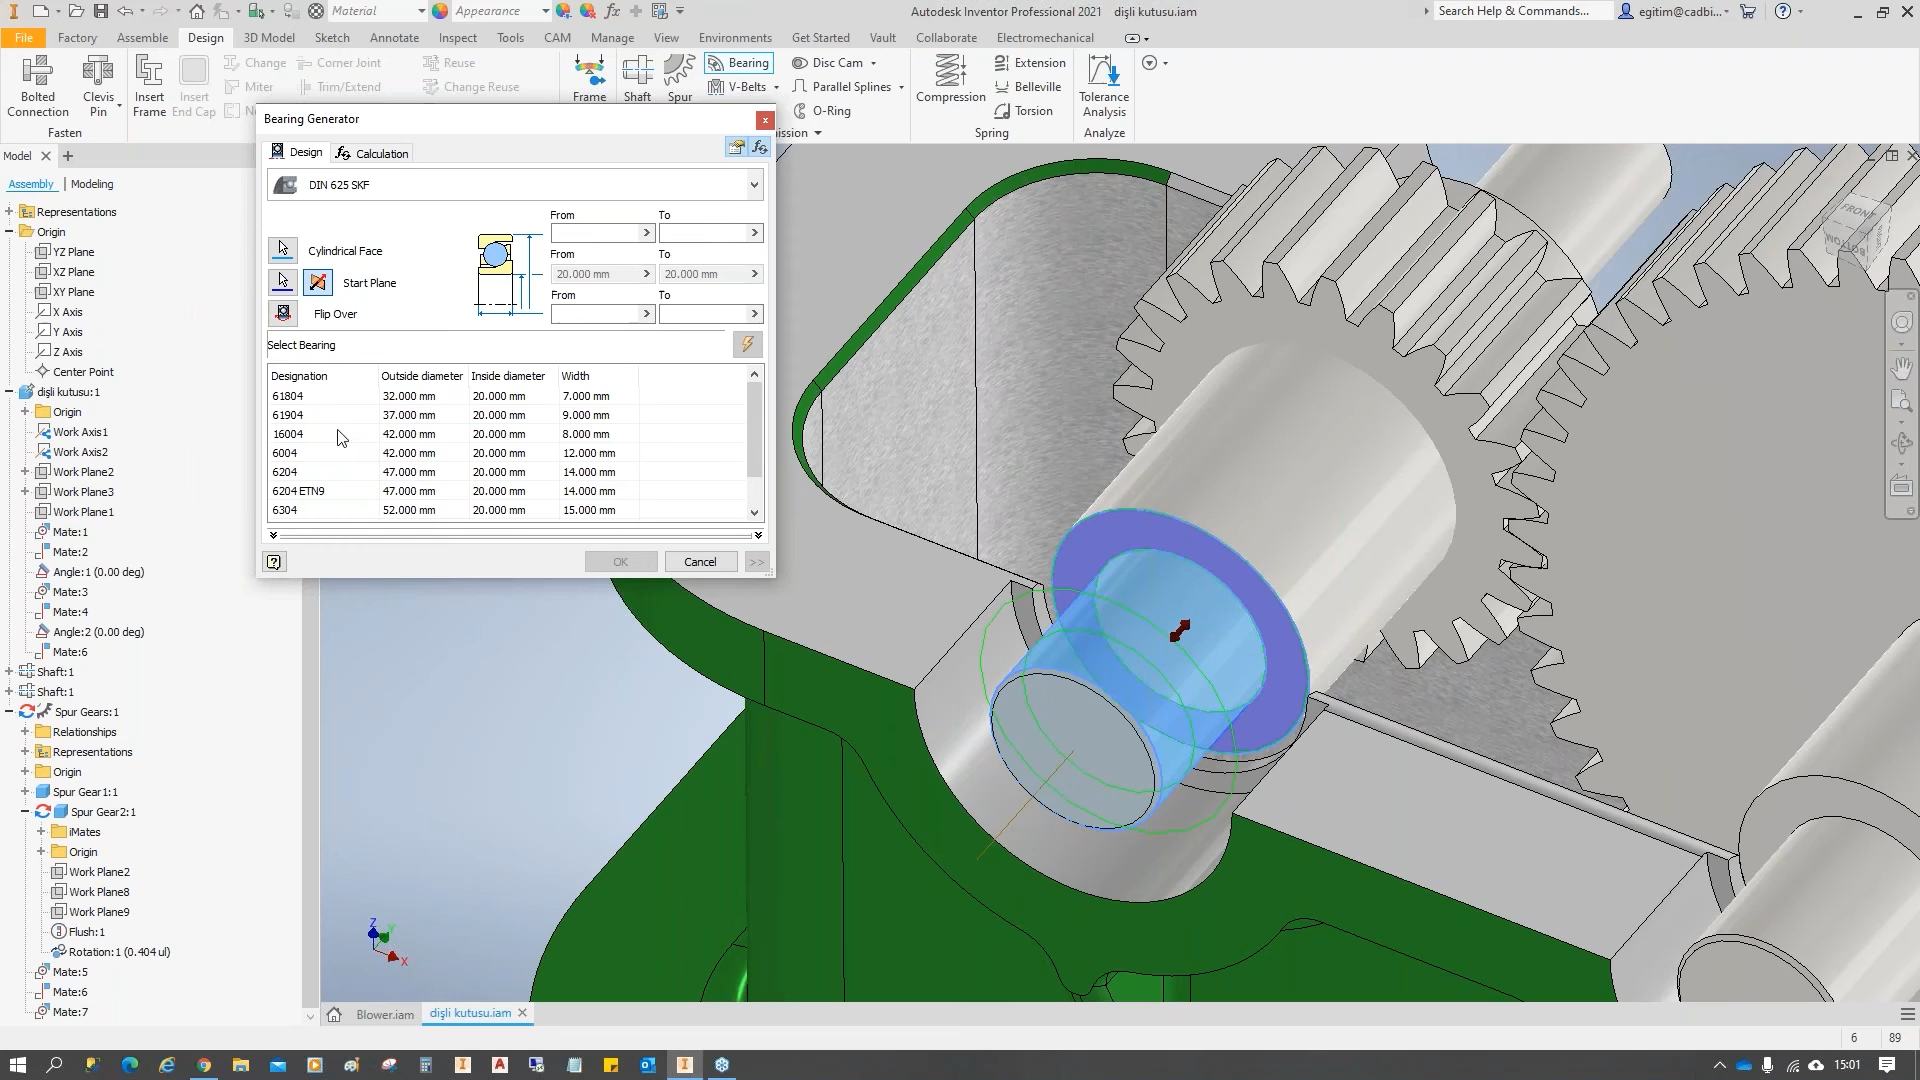 Material
Appearance
Autodesk Inventor Professional 2021 dişli kutusu.iam
Search Help & Commands...
egitim@cadbi...
File Factory Assemble Design 3D Model Sketch Annotate Inspect Tools CAM Manage View Environments Get Started Vault Collaborate Electromechanical
Bolted Connection
Clevis Pin
Insert Frame
Insert End Cap
Change
Miter
Corner Joint
Trim/Extend
Reuse
Change Reuse
Frame
Shaft
Spur
Bearing
V-Belts
Disc Cam
Parallel Splines
O-Ring
Compression
Extension
Belleville
Torsion
Tolerance Analysis
Fasten
ission
Spring
Analyze
Model
Assembly Modeling
Representations
Origin
YZ Plane
XZ Plane
XY Plane
X Axis
Y Axis
Z Axis
Center Point
dişli kutusu:1
Origin
Work Axis1
Work Axis2
Work Plane2
Work Plane3
Work Plane1
Mate:1
Mate:2
Angle:1 (0.00 deg)
Mate:3
Mate:4
Angle:2 (0.00 deg)
Mate:6
Shaft:1
Shaft:1
Spur Gears:1
Relationships
Representations
Origin
Spur Gear1:1
Spur Gear2:1
iMates
Origin
Work Plane2
Work Plane8
Work Plane9
Flush:1
Rotation:1 (0.404 ul)
Mate:5
Mate:6
Mate:7
Bearing Generator
Design Calculation
DIN 625 SKF
From To
Cylindrical Face
From To
20.000 mm 20.000 mm
Start Plane
From To
Flip Over
Select Bearing
Designation Outside diameter Inside diameter Width
61804 32.000 mm 20.000 mm 7.000 mm
61904 37.000 mm 20.000 mm 9.000 mm
16004 42.000 mm 20.000 mm 8.000 mm
6004 42.000 mm 20.000 mm 12.000 mm
6204 47.000 mm 20.000 mm 14.000 mm
6204 ETN9 47.000 mm 20.000 mm 14.000 mm
6304 52.000 mm 20.000 mm 15.000 mm
OK Cancel >>
FRONT
BOTTOM
Z
Y
X
Blower.iam dişli kutusu.iam
6 89
15:01